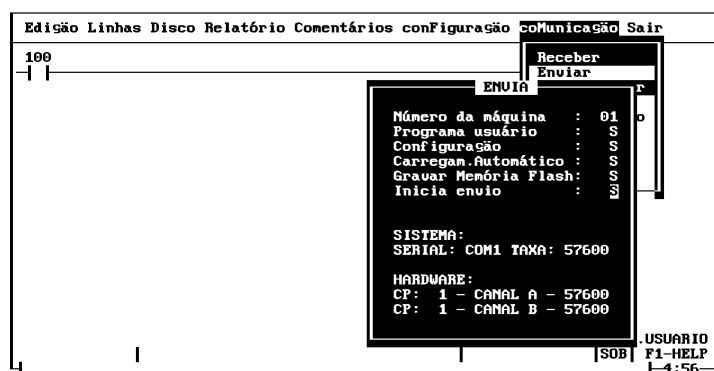 Edição Linhas Disco Relatório Comentários conFiguração coMunicação Sair
100
Receber
Enviar
ENVIA
r
Número da máquina : 01
o
Programa usuário : S
Configuração : S
Carregam.Automático : S
Gravar Memória Flash: S
Inicia envio : S
SISTEMA:
SERIAL: COM1 TAXA: 57600
HARDWARE:
CP: 1 - CANAL A - 57600
CP: 1 - CANAL B - 57600
.USUARIO
SOB F1-HELP
4:56